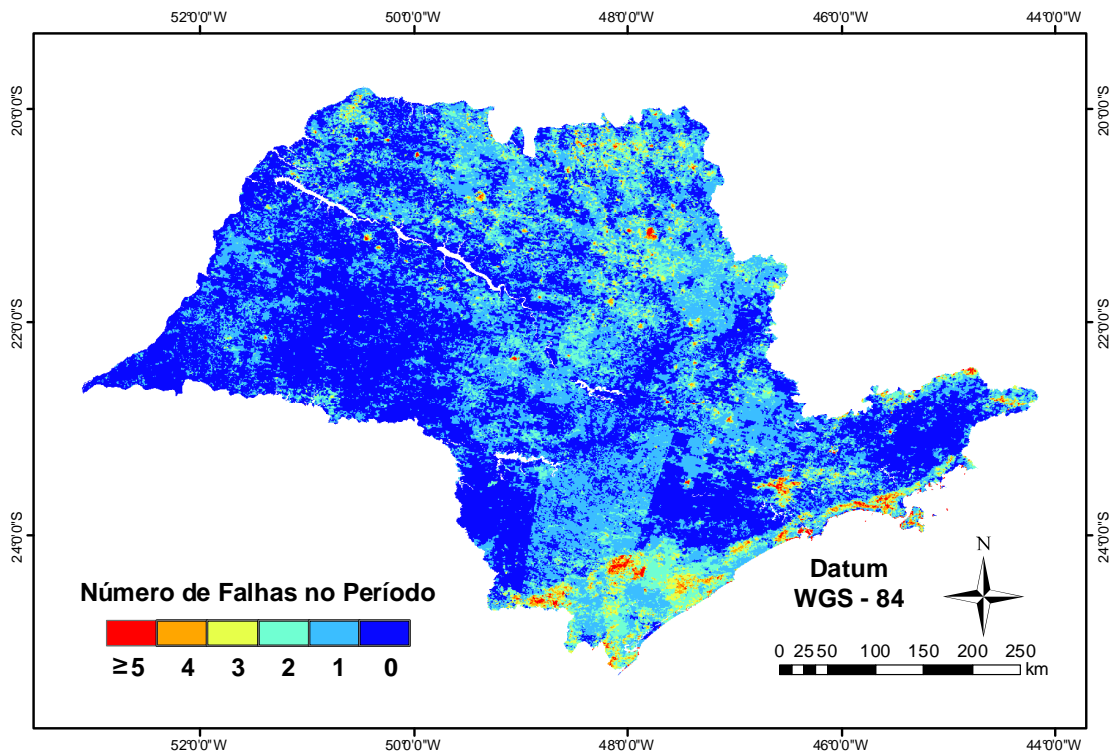 52°0'0"W 50°0'0"W 48°0'0"W 46°0'0"W 44°0'0"W
20°0'0"S 20°0'0"S
22°0'0"S 22°0'0"S
24°0'0"S 24°0'0"S
N
Datum
WGS - 84
Número de Falhas no Período
≥5 4 3 2 1 0
0 25 50 100 150 200 250
km
52°0'0"W 50°0'0"W 48°0'0"W 46°0'0"W 44°0'0"W